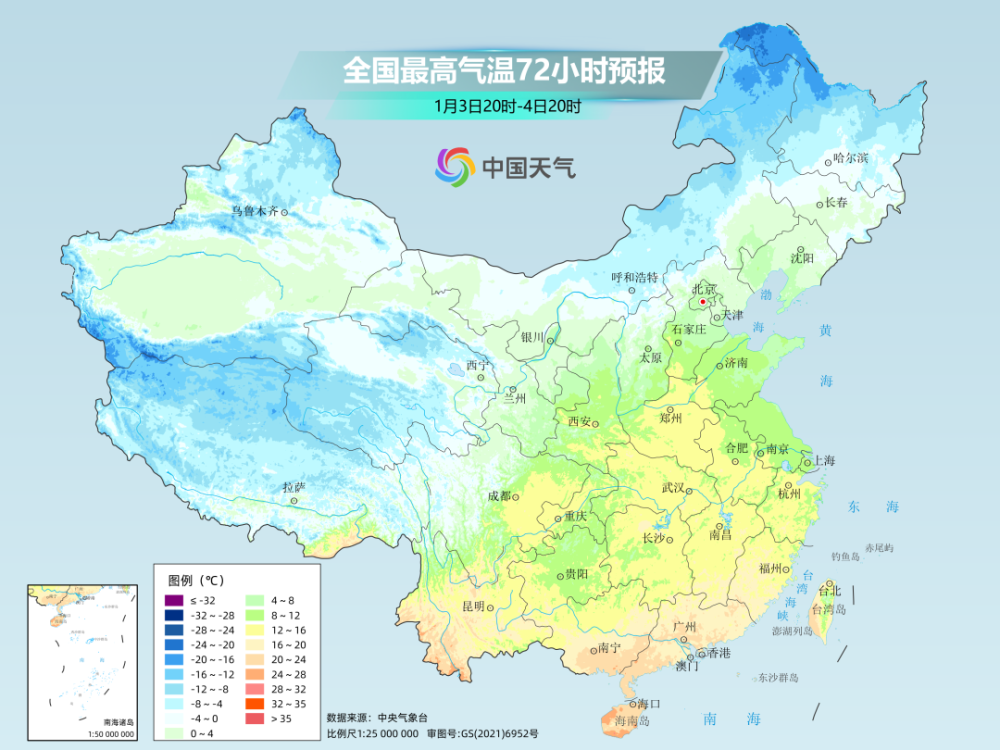 全国最高气温72小时预报
1月3日20时-4日20时
中国天气
哈尔滨
长春
乌鲁木齐
沈阳
呼和浩特
北京
天津
渤
海
黄
海
石家庄
银川
太原
济南
西宁
兰州
郑州
西安
合肥
南京
上海
拉萨
成都
武汉
杭州
重庆
东 海
长沙
南昌
赤尾屿
钓鱼岛
贵阳
福州
台
湾
海
峡
台北
台湾岛
昆明
广州
澎湖列岛
南宁
香港
澳门
东沙群岛
海口
海南岛
南 海
图例 (℃)
≤ -32
-32 ~ -28
-28 ~ -24
-24 ~ -20
-20 ~ -16
-16 ~ -12
-12 ~ -8
-8 ~ -4
-4 ~ 0
0 ~ 4
4 ~ 8
8 ~ 12
12 ~ 16
16 ~ 20
20 ~ 24
24 ~ 28
28 ~ 32
32 ~ 35
> 35
南海诸岛
1:50 000 000
数据来源：中央气象台
比例尺1:25 000 000 审图号:GS(2021)6952号